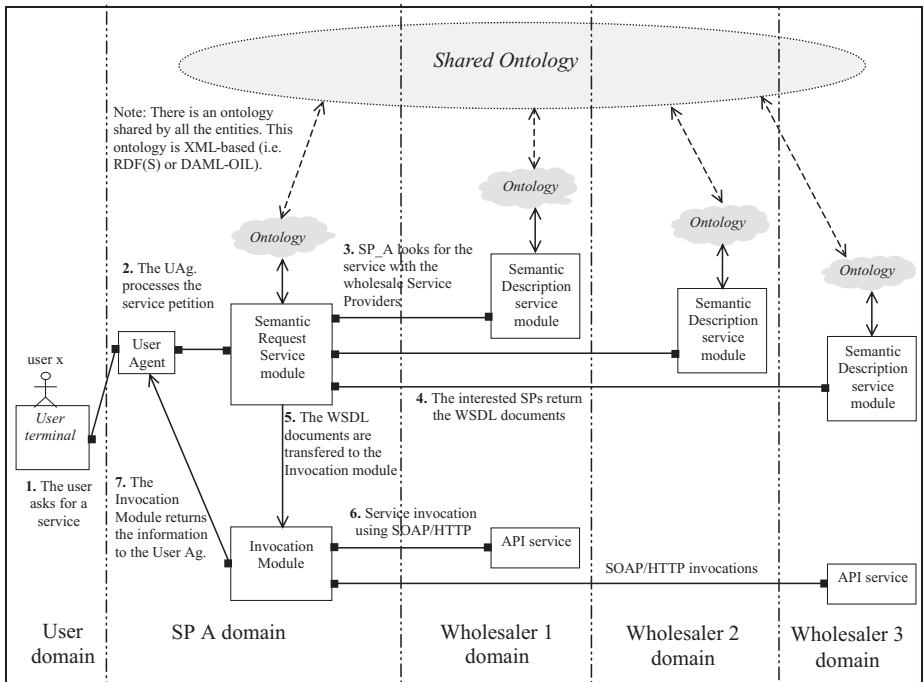 Shared Ontology
Note: There is an ontology
shared by all the entities. This
ontology is XML-based (i.e.
RDF(S) or DAML-OIL).
Ontology
Ontology
Ontology
Ontology
2. The UAg.
processes the
service petition
3. SP_A looks for the
service with the
wholesale Service
Providers
Semantic
Description
service
module
Semantic
Description
service
module
Semantic
Description
service
module
Semantic
Request
Service
module
User
Agent
user x
User
terminal
4. The interested SPs return
the WSDL documents
5. The WSDL
documents are
transfered to the
Invocation module
1. The user
asks for a
service
7. The
Invocation
Module returns
the information
to the User Ag.
6. Service invocation
using SOAP/HTTP
Invocation
Module
API service
SOAP/HTTP invocations
API service
User
domain
SP A domain
Wholesaler 1
domain
Wholesaler 2
domain
Wholesaler 3
domain